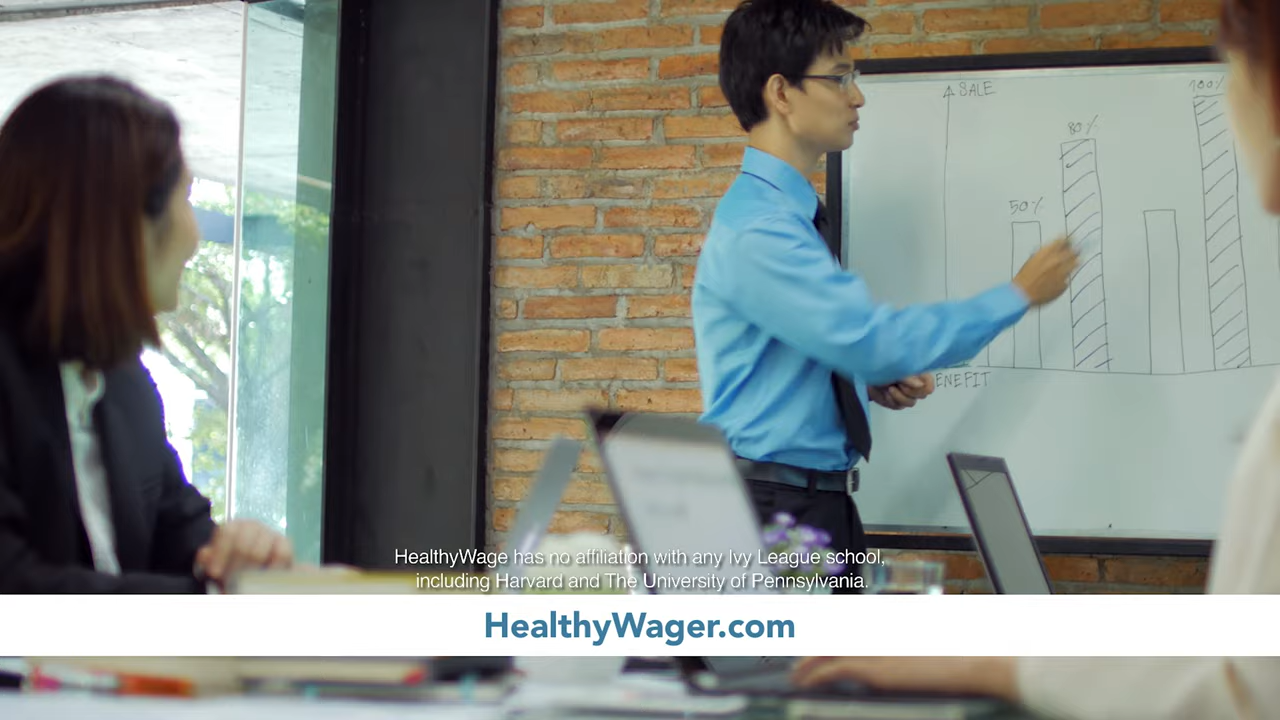 SALE
100%
80%
50%
ENEFIT
HealthyWage has no affiliation with any Ivy League school,
including Harvard and The University of Pennsylvania.
HealthyWager.com